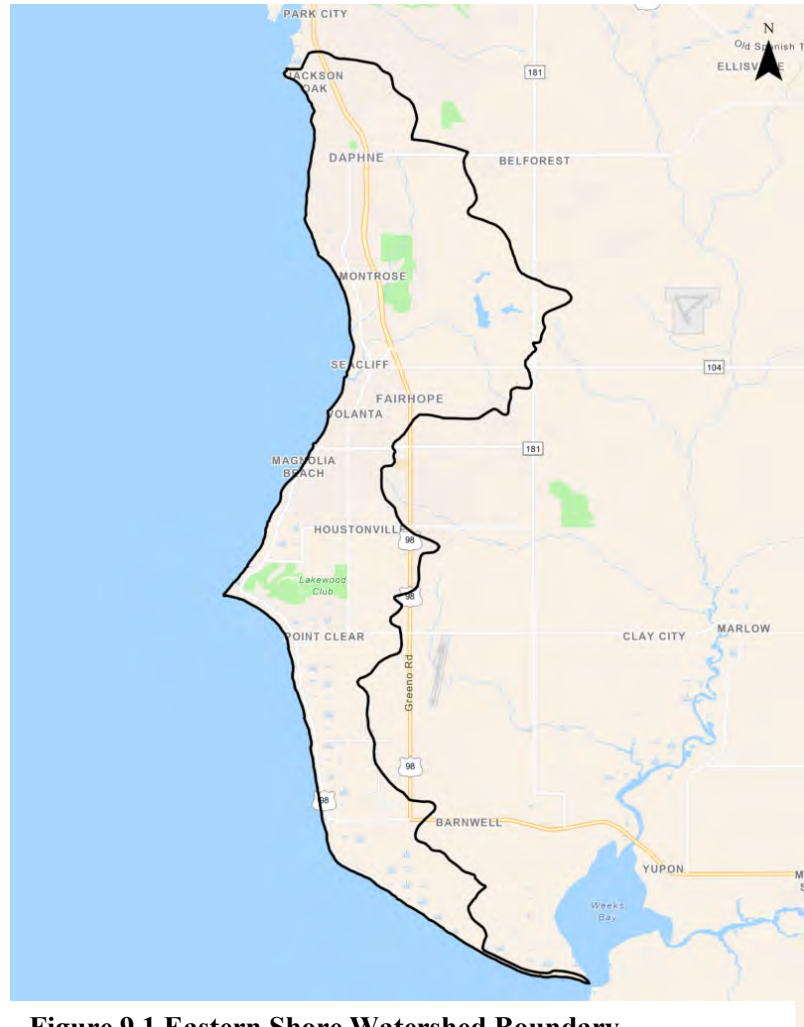 PARK CITY
N
Old Spanish T
181
ELLISVILLE
JACKSON
OAK
DAPHNE
BELFOREST
MONTROSE
SEACLIFF
104
FAIRHOPE
VOLANTA
181
MAGNOLIA
BEACH
HOUSTONVILLE
98
Lakewood
Club
98
POINT CLEAR
CLAY CITY
MARLOW
Greeno Rd
98
98
BARNWELL
YUPON
M
S
Weeks
Bay
Figure 9.1 Eastern Shore Watershed Boundary